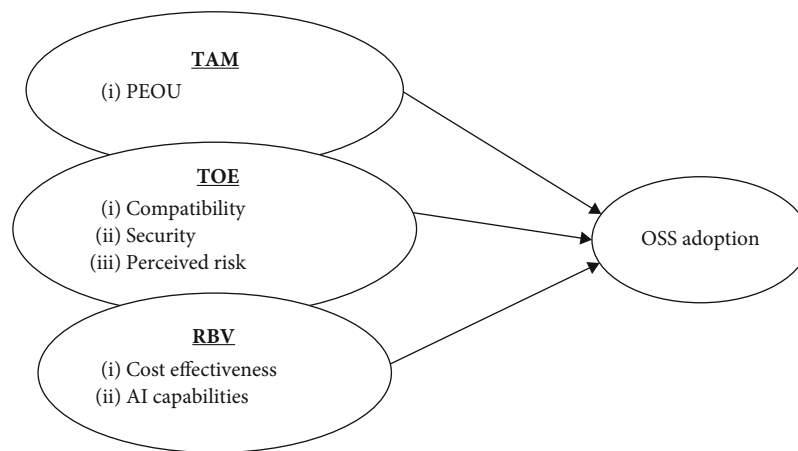 TAM
(i) PEOU
TOE
(i) Compatibility
(ii) Security
(iii) Perceived risk
RBV
(i) Cost effectiveness
(ii) AI capabilities
OSS adoption